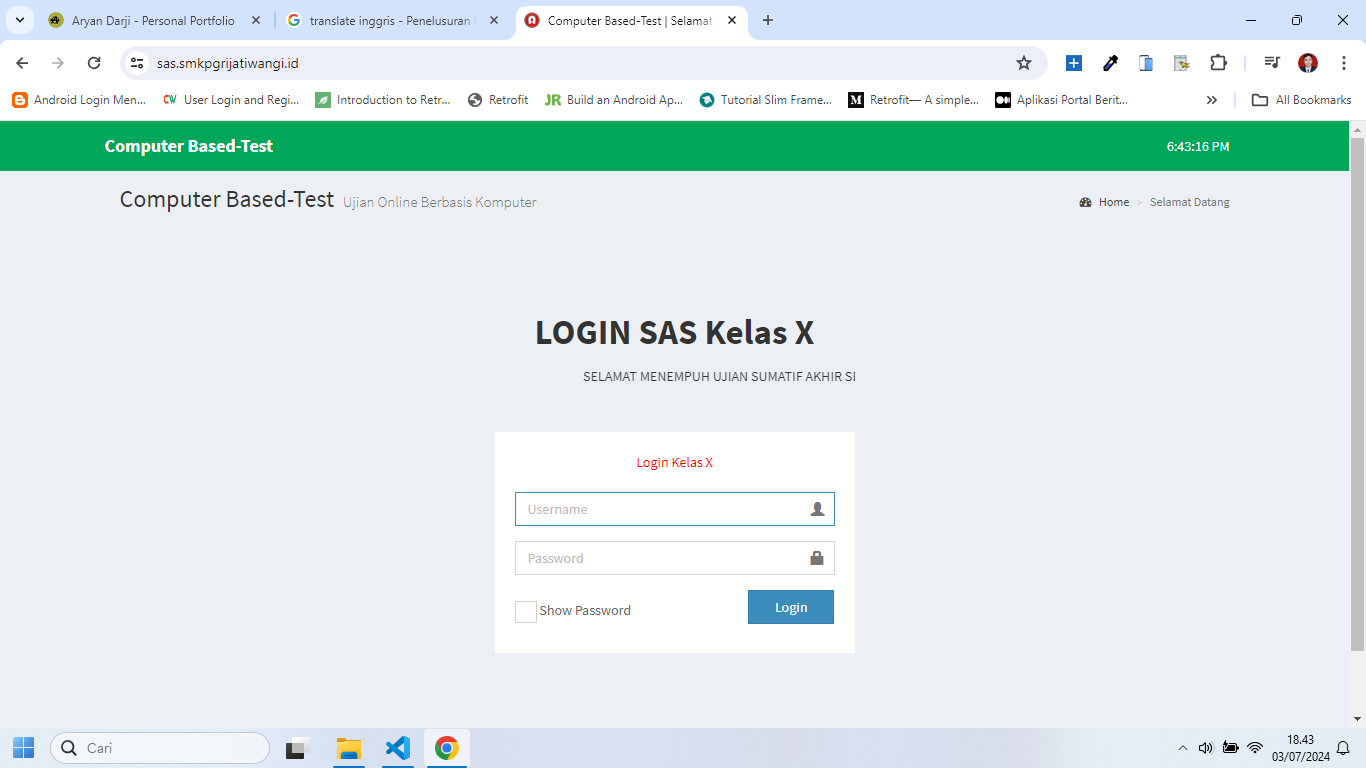 Aryan Darji - Personal Portfolio
translate inggris - Penelusuran
Computer Based-Test | Selamat
sas.smkpgrijatiwangi.id
Android Login Men...
User Login and Regi...
Introduction to Retr...
Retrofit
Build an Android Ap...
Tutorial Slim Frame...
Retrofit— A simple...
Aplikasi Portal Berit...
All Bookmarks
Computer Based-Test
6:43:16 PM
Computer Based-Test Ujian Online Berbasis Komputer
Home > Selamat Datang
LOGIN SAS Kelas X
SELAMAT MENEMPUH UJIAN SUMATIF AKHIR
Login Kelas X
Username
Password
Show Password
Login
Cari
18.43
03/07/2024